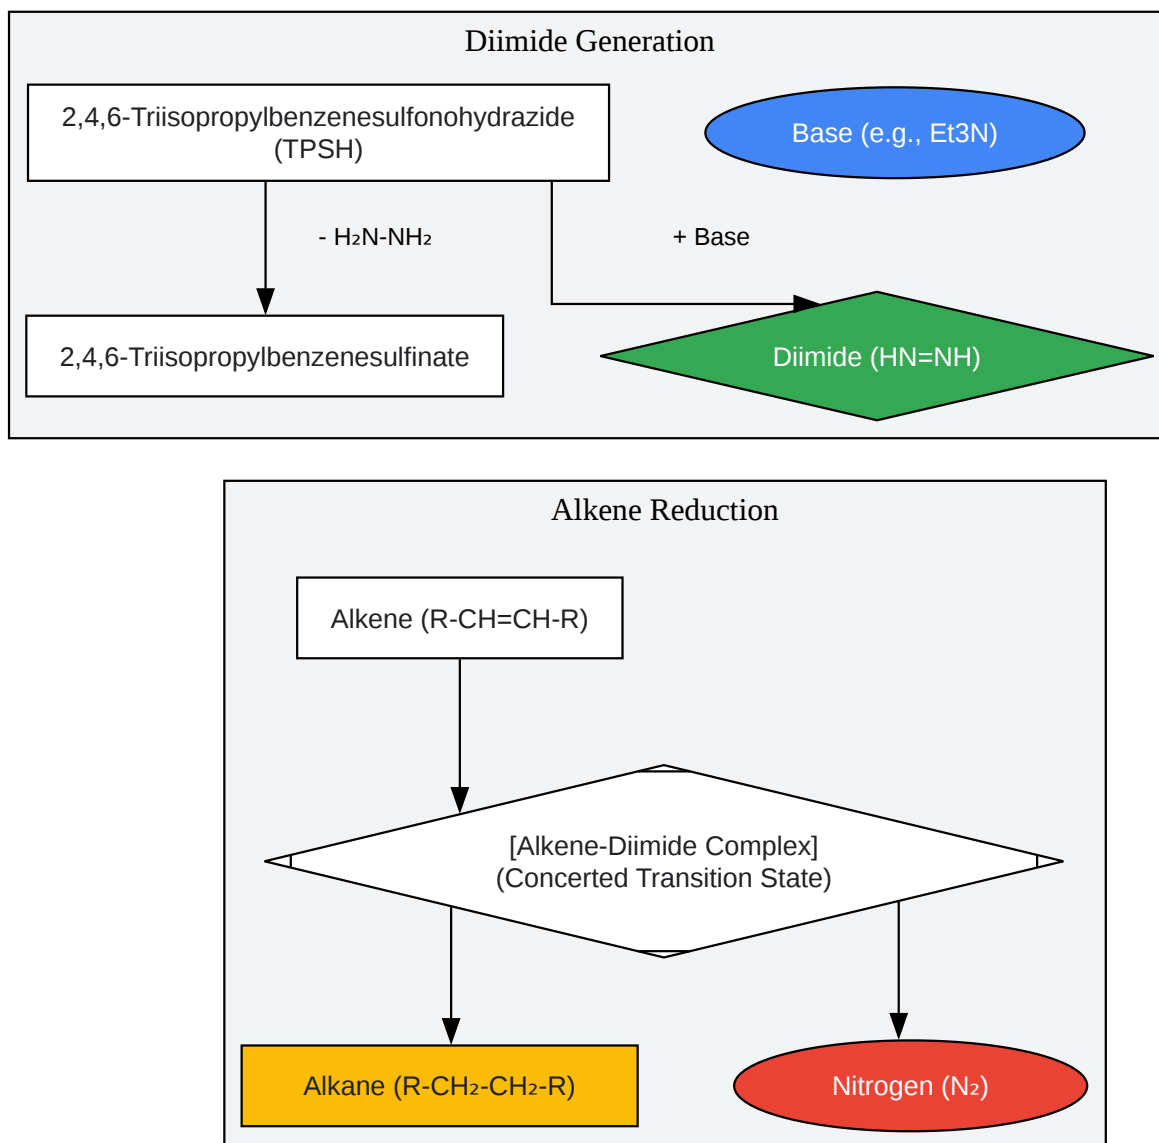 Diimide Generation
2,4,6-Triisopropylbenzenesulfonohydrazide
(TPSH)
Base (e.g., Et3N)
- H₂N-NH₂
+ Base
2,4,6-Triisopropylbenzenesulfinate
Diimide (HN=NH)
Alkene Reduction
Alkene (R-CH=CH-R)
[Alkene-Diimide Complex]
(Concerted Transition State)
Alkane (R-CH₂-CH₂-R)
Nitrogen (N₂)